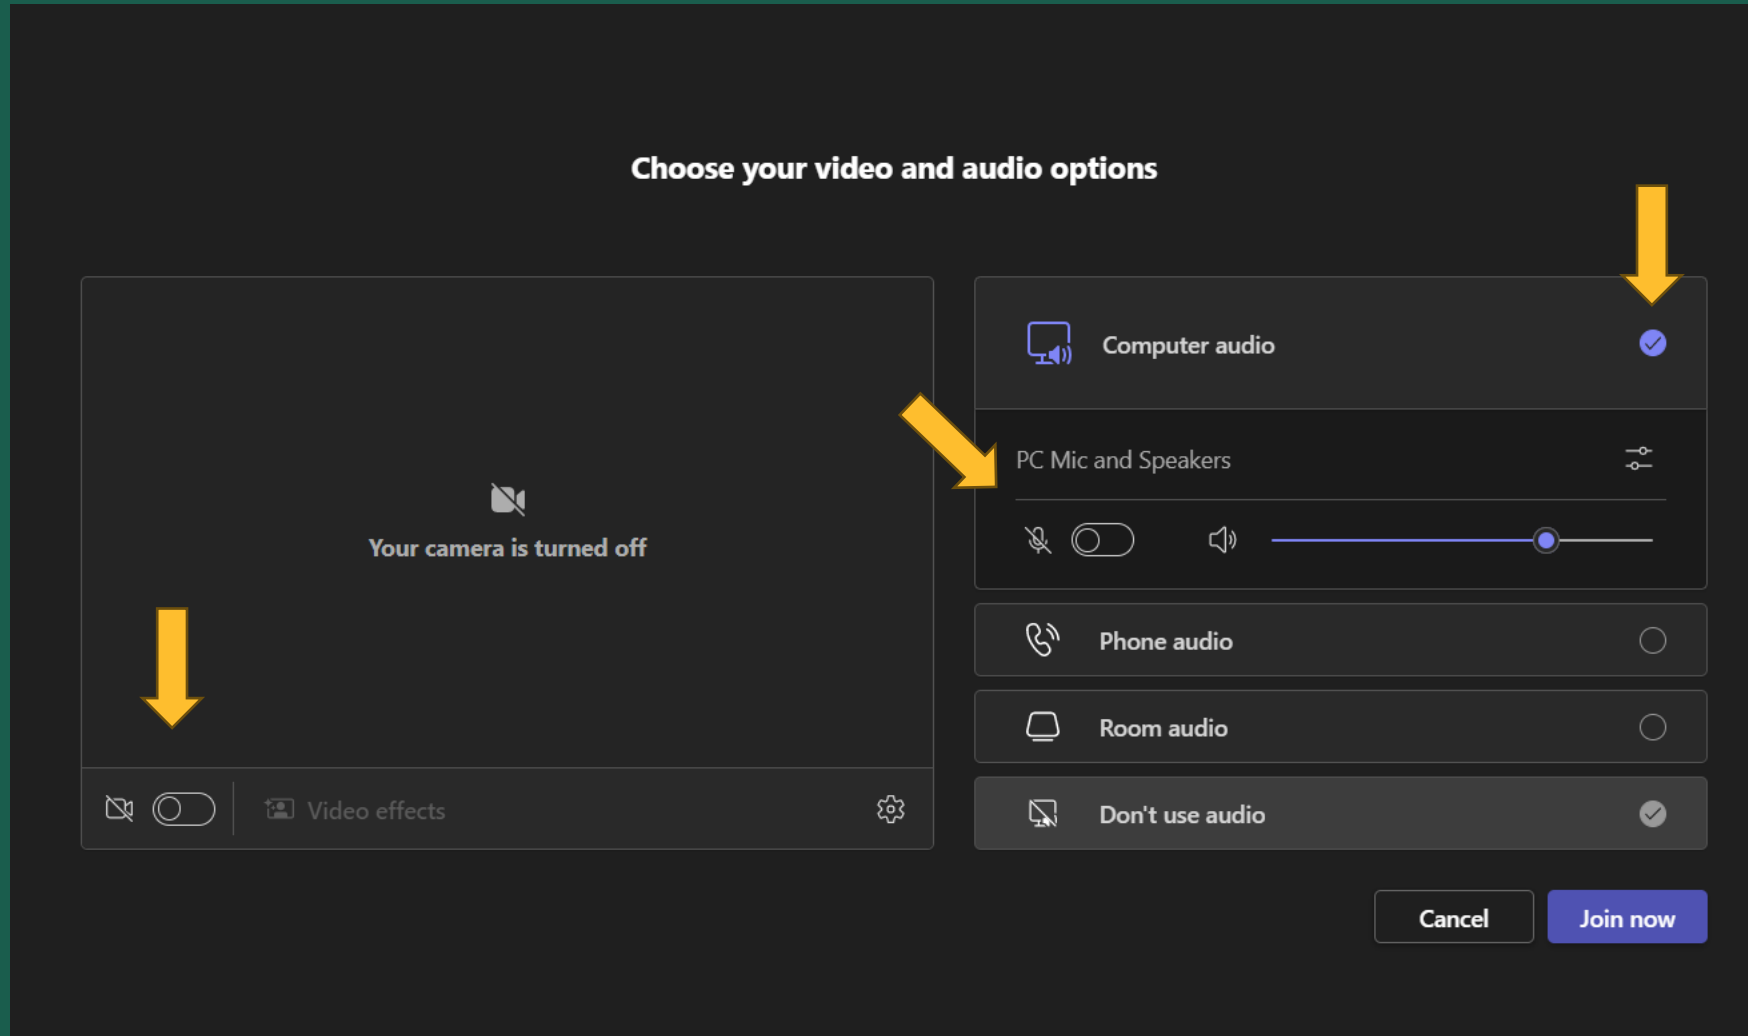 Choose your video and audio options
Your camera is turned off
Video effects
Computer audio
PC Mic and Speakers
Phone audio
Room audio
Don't use audio
Cancel
Join now